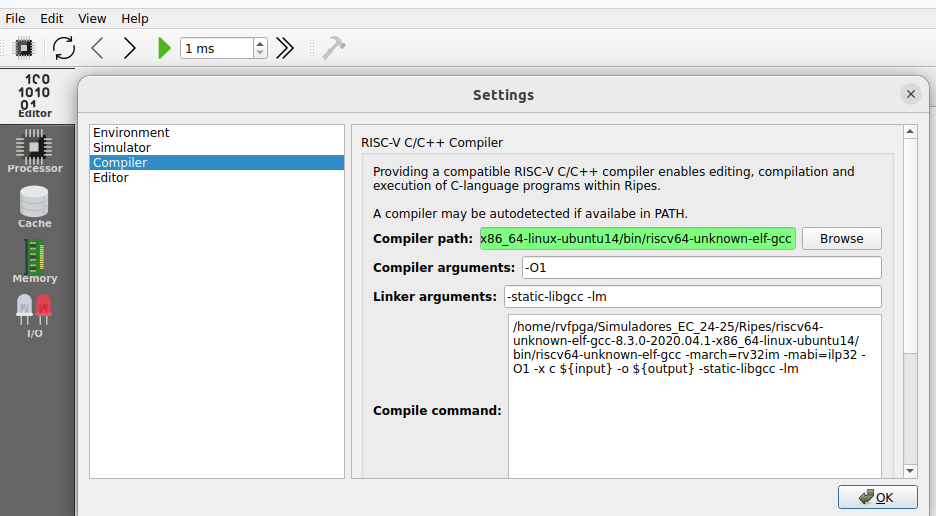 File Edit View Help
1 ms
100
1010
01
Editor
Processor
Cache
Memory
I/O
Settings
Environment
Simulator
Compiler
Editor
RISC-V C/C++ Compiler
Providing a compatible RISC-V C/C++ compiler enables editing, compilation and
execution of C-language programs within Ripes.
A compiler may be autodetected if availabe in PATH.
Compiler path: x86_64-linux-ubuntu14/bin/riscv64-unknown-elf-gcc Browse
Compiler arguments: -O1
Linker arguments: -static-libgcc -lm
/home/rvfpga/Simuladores_EC_24-25/Ripes/riscv64-
unknown-elf-gcc-8.3.0-2020.04.1-x86_64-linux-ubuntu14/
bin/riscv64-unknown-elf-gcc -march=rv32im -mabi=ilp32 -
O1 -x c ${input} -o ${output} -static-libgcc -lm
Compile command:
OK